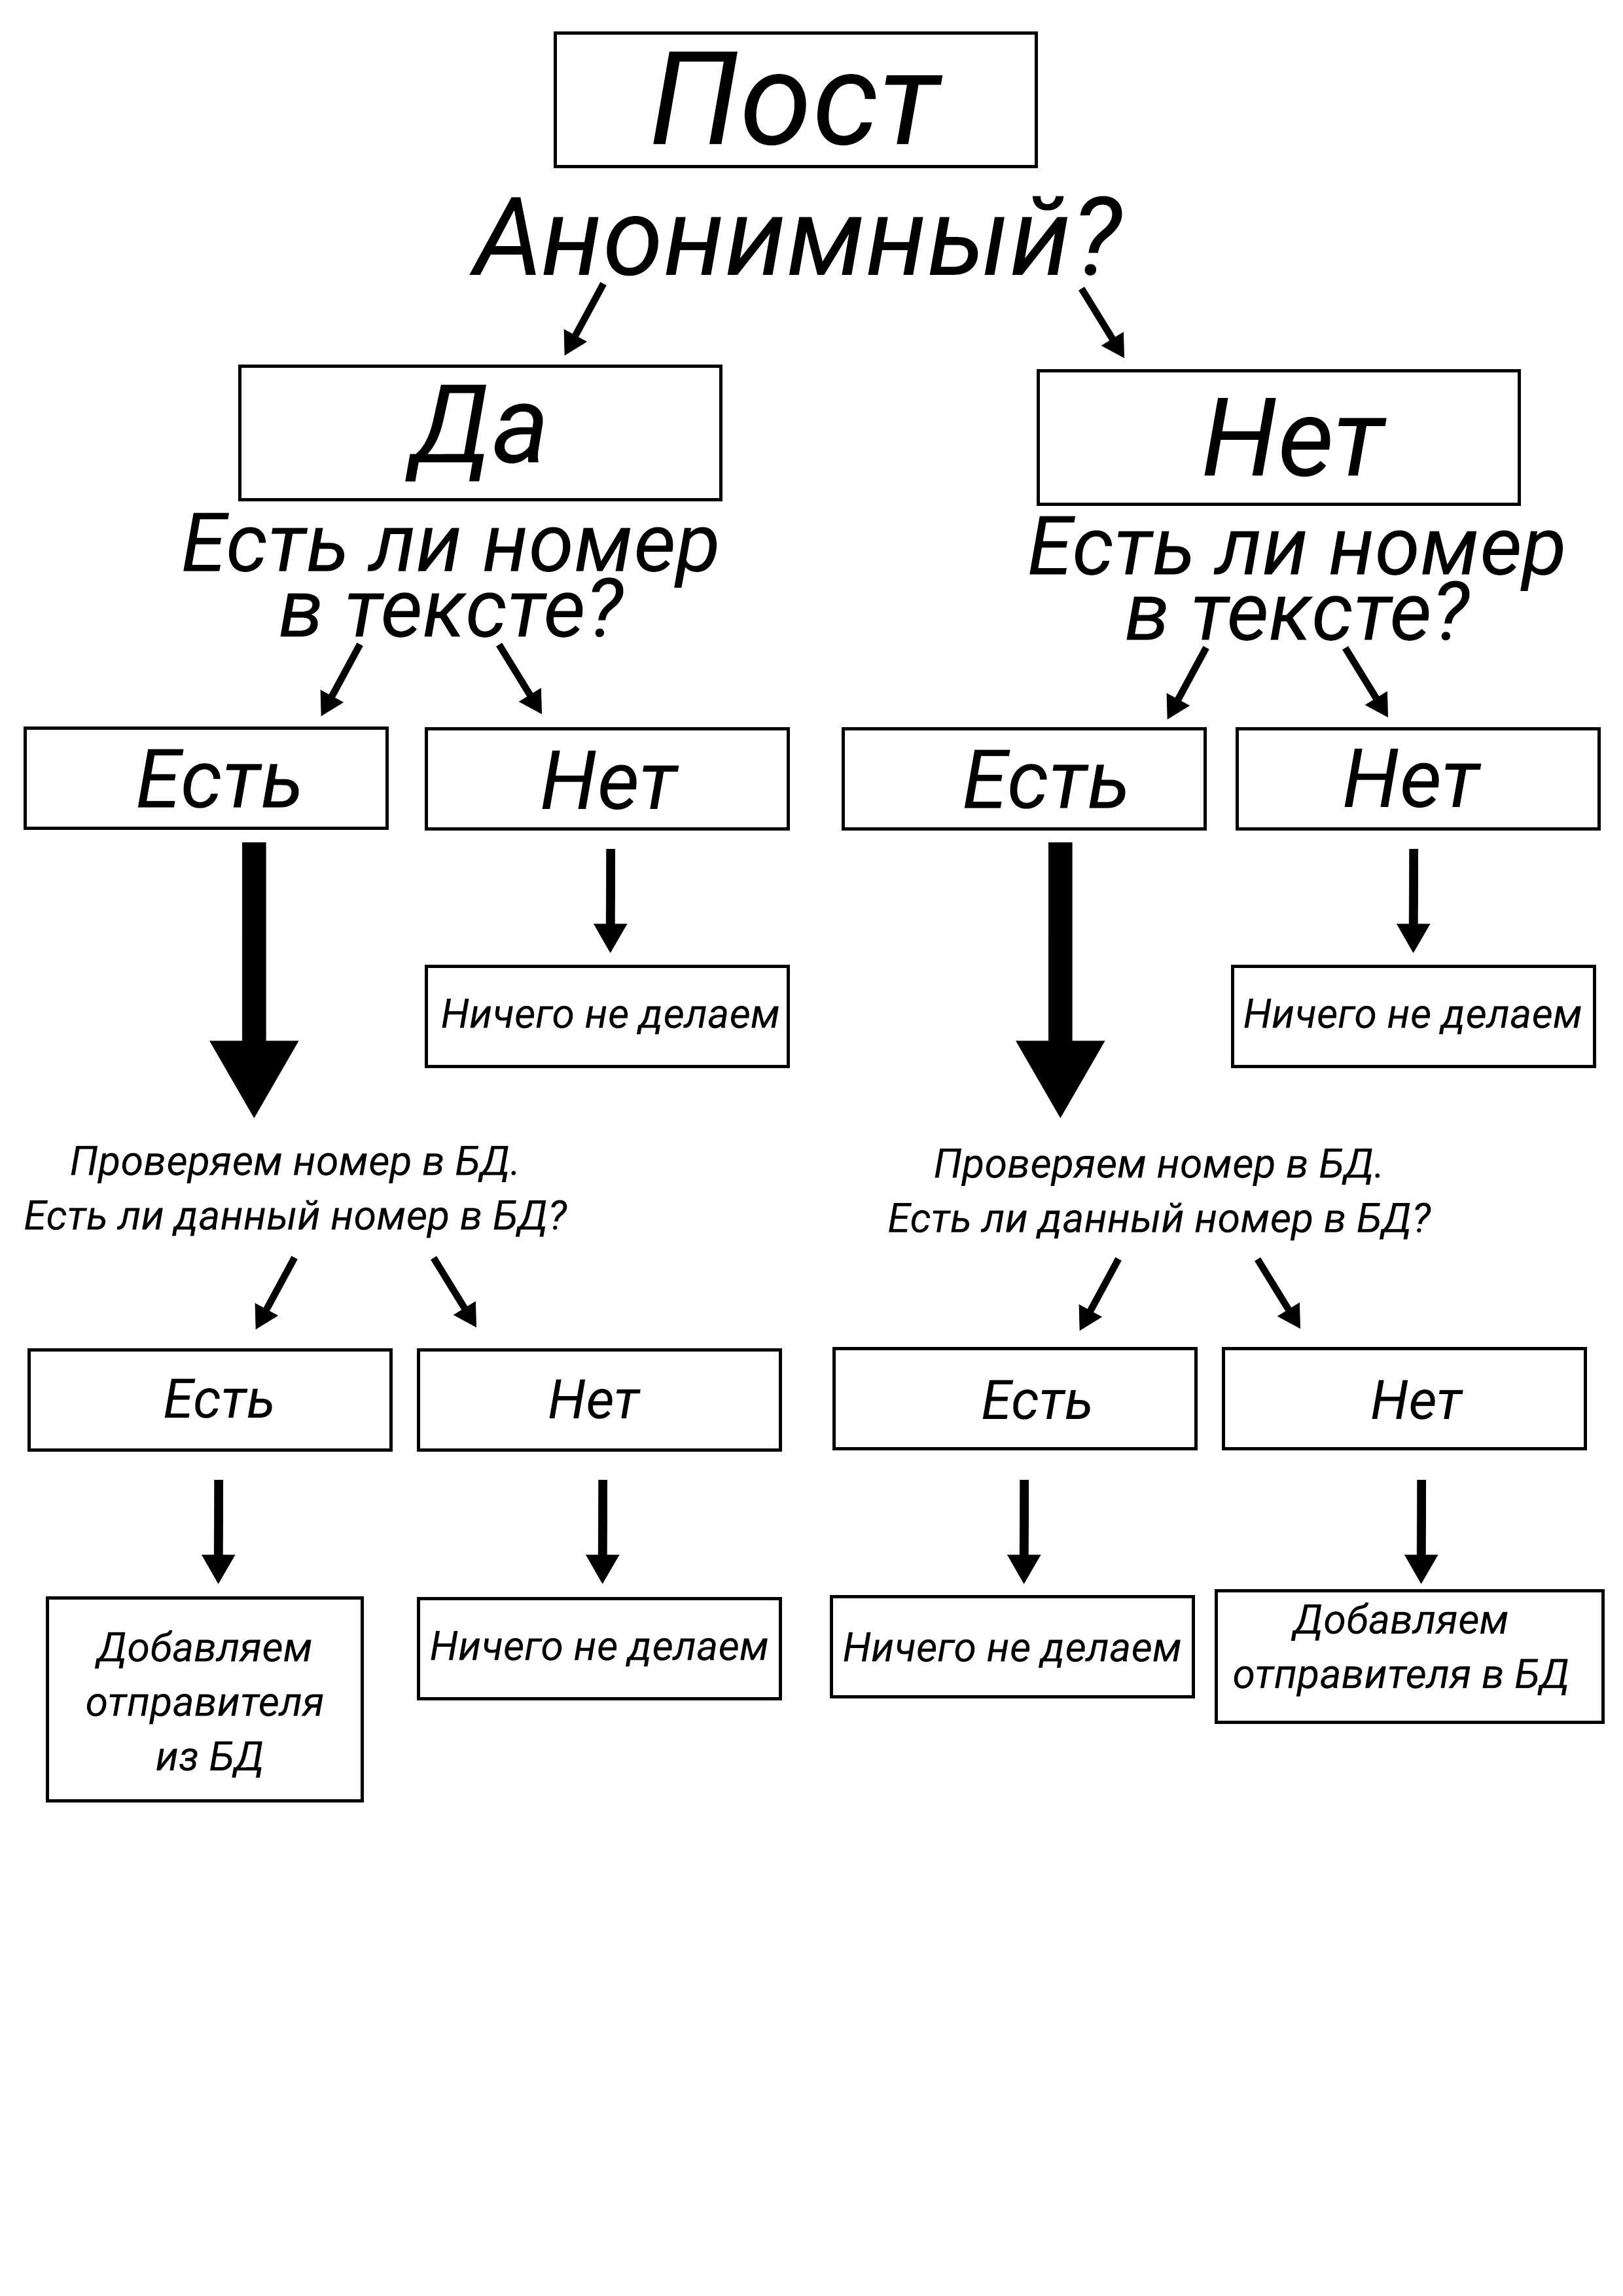 Пост
Анонимный?
Да
Нет
Есть ли номер
в тексте?
Есть ли номер
в тексте?
Есть
Нет
Есть
Нет
Ничего не делаем
Ничего не делаем
Проверяем номер в БД.
Есть ли данный номер в БД?
Проверяем номер в БД.
Есть ли данный номер в БД?
Есть
Нет
Есть
Нет
Добавляем
отправителя
из БД
Ничего не делаем
Ничего не делаем
Добавляем
отправителя в БД